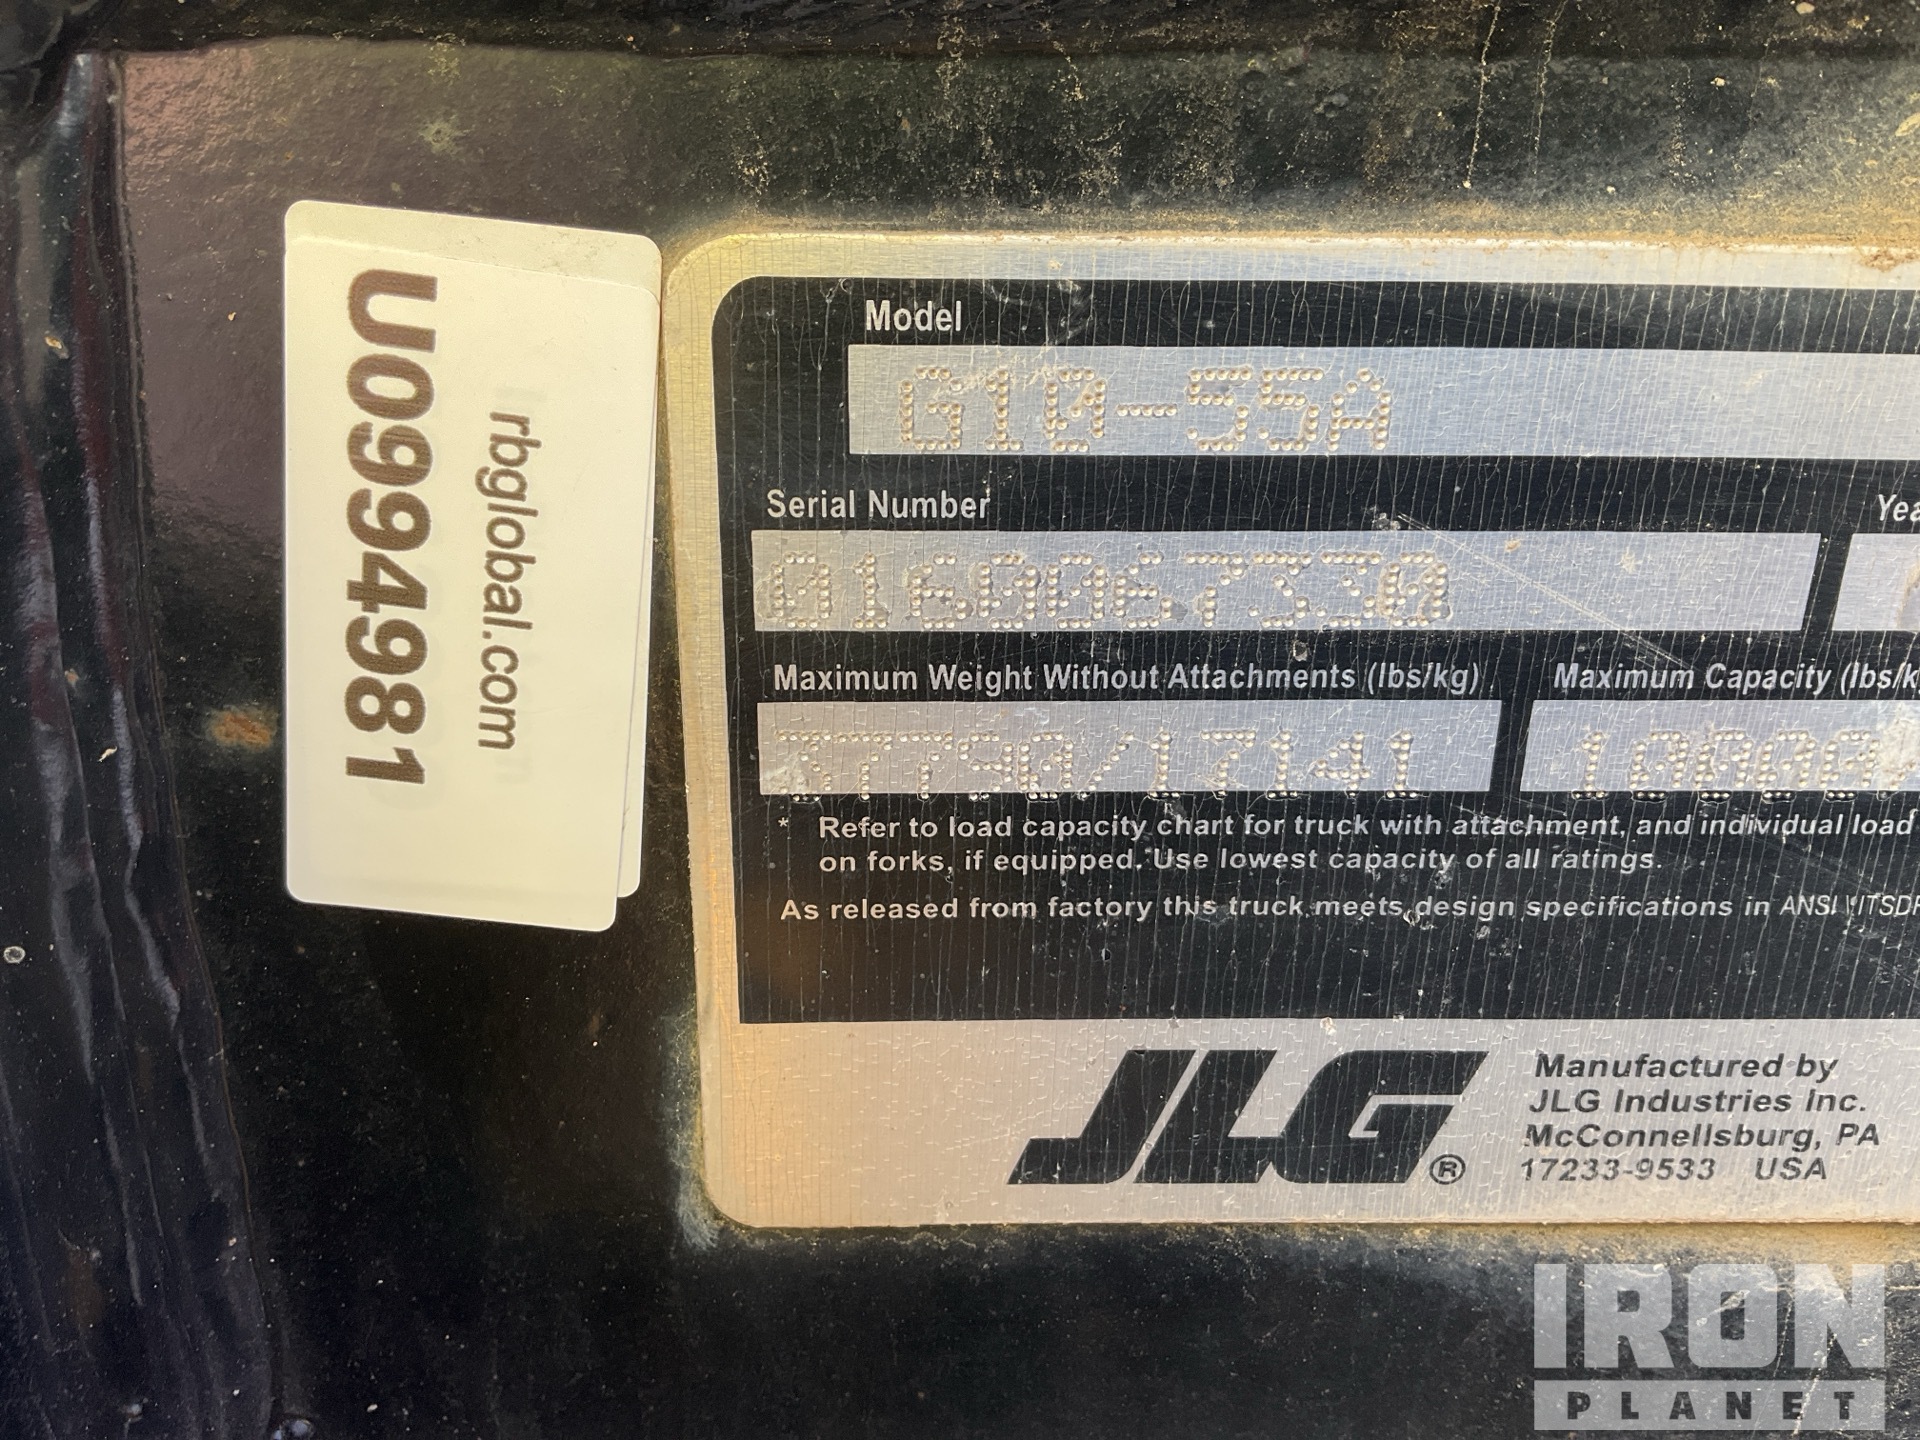 U0994981
rbglobal.com
Model
G10-55A
Serial Number
0160067330
Maximum Weight Without Attachments (lbs/kg)
37790/17141
Maximum Capacity (lbs/k
10000/
* Refer to load capacity chart for truck with attachment, and individual load
on forks, if equipped. Use lowest capacity of all ratings.
As released from factory this truck meets design specifications in ANSI
JLG®
Manufactured by
JLG Industries Inc.
McConnellsburg, PA
17233-9533 USA
IRON
PLANET